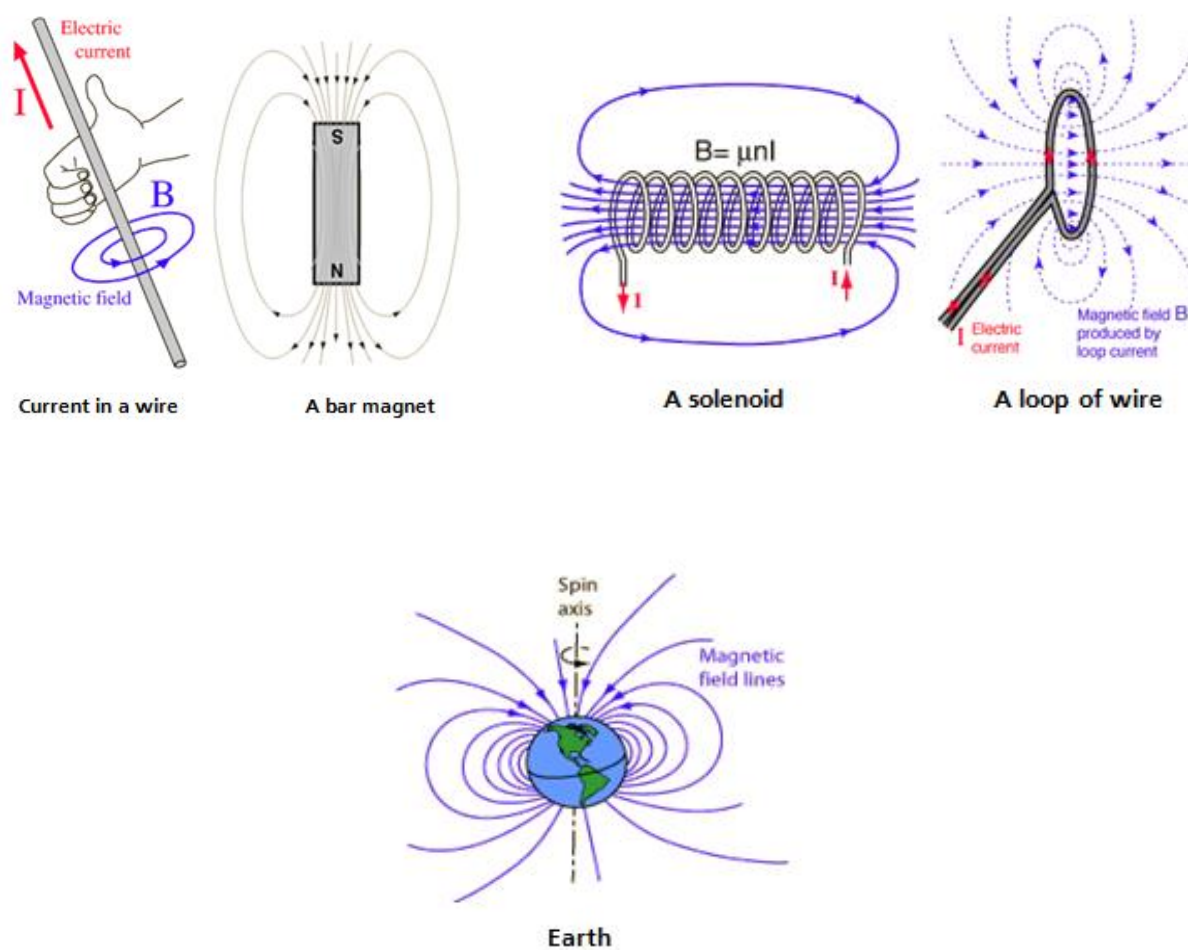 Electric
current
I
B
Magnetic field
Current in a wire
S
N
A bar magnet
B= μnI
I
I
A solenoid
I Electric
current
Magnetic field B
produced by
loop current
A loop of wire
Spin
axis
Magnetic
field lines
Earth